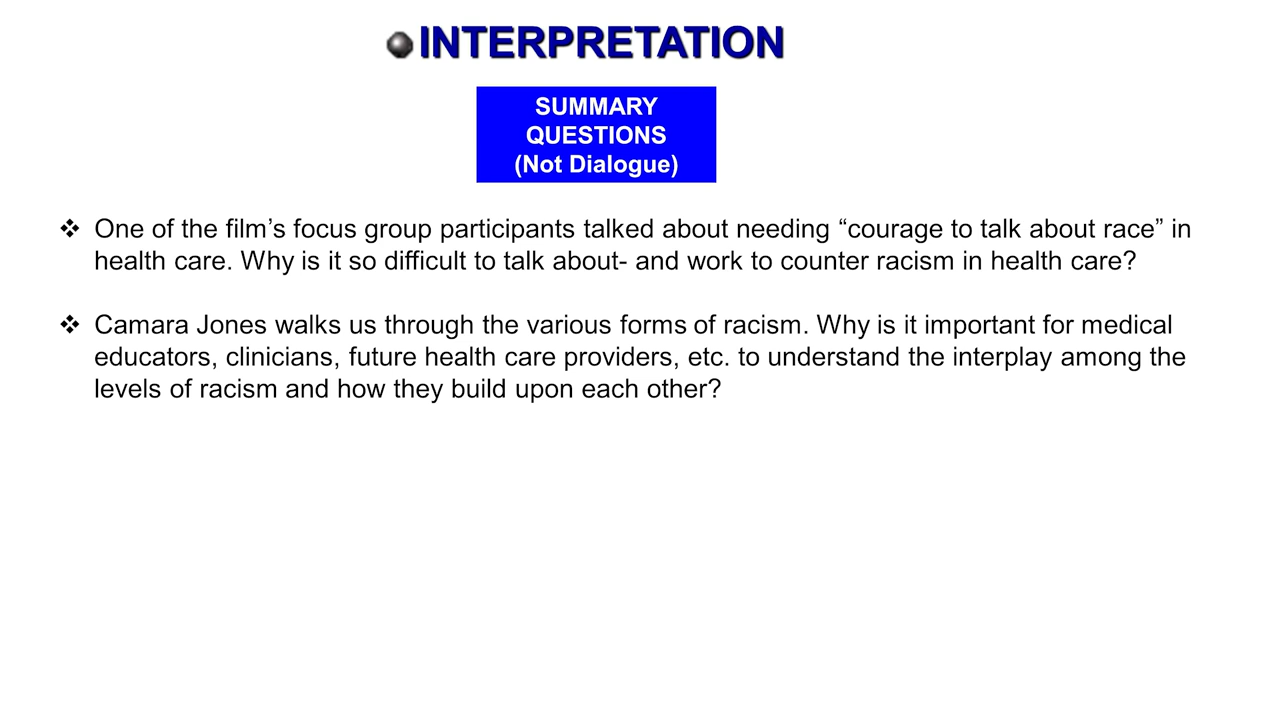 INTERPRETATION
SUMMARY
QUESTIONS
(Not Dialogue)
❖ One of the film’s focus group participants talked about needing “courage to talk about race” in
health care. Why is it so difficult to talk about- and work to counter racism in health care?
❖ Camara Jones walks us through the various forms of racism. Why is it important for medical
educators, clinicians, future health care providers, etc. to understand the interplay among the
levels of racism and how they build upon each other?